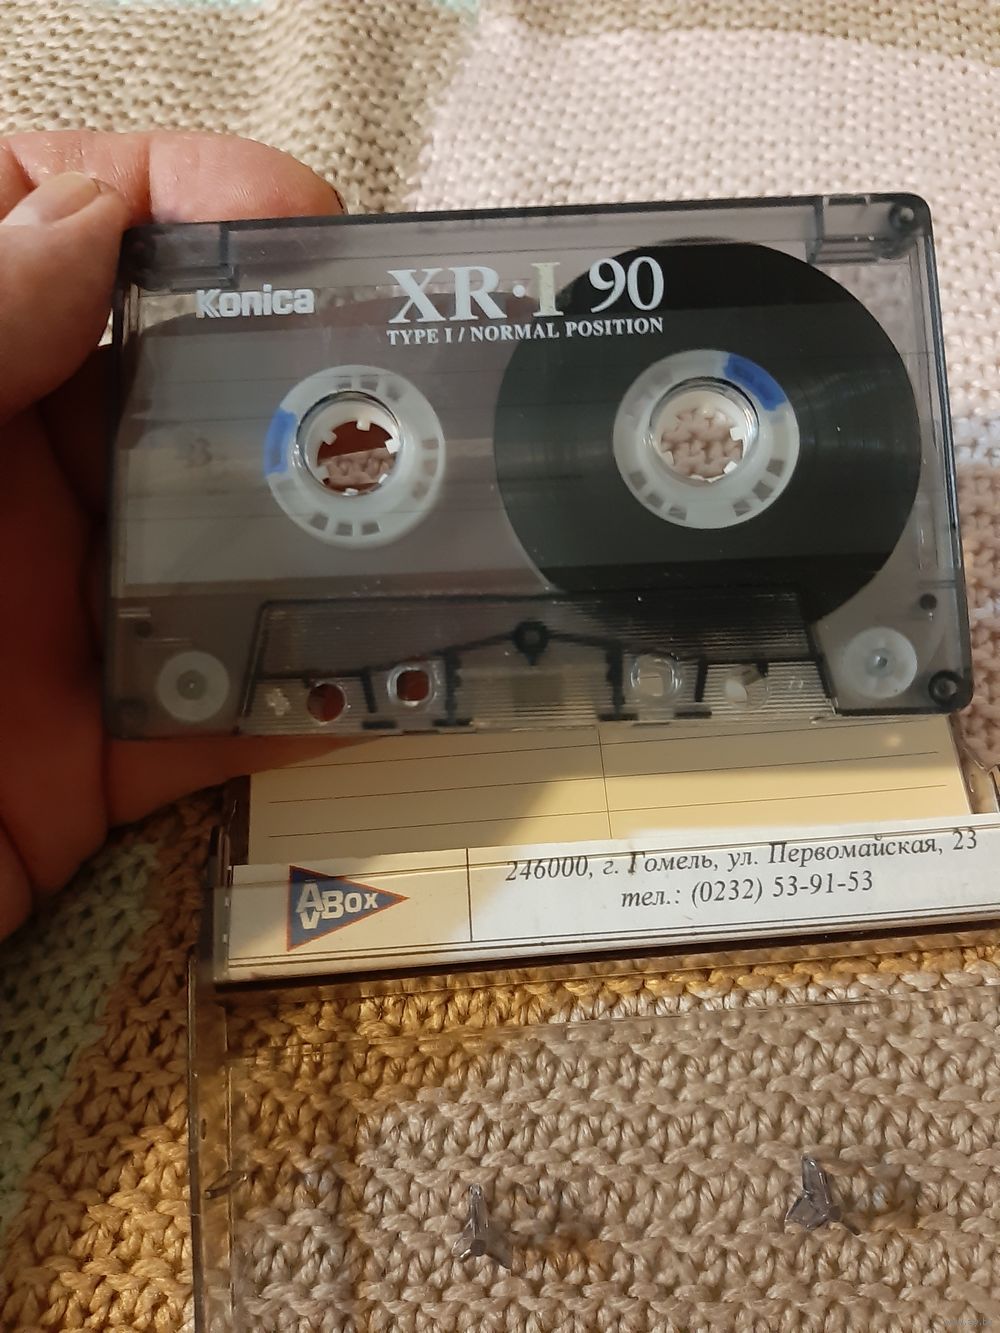 Konica
XR·I 90
TYPE I / NORMAL POSITION
B
AV BOX
246000, г. Гомель, ул. Первомайская, 23
тел.: (0232) 53-91-53